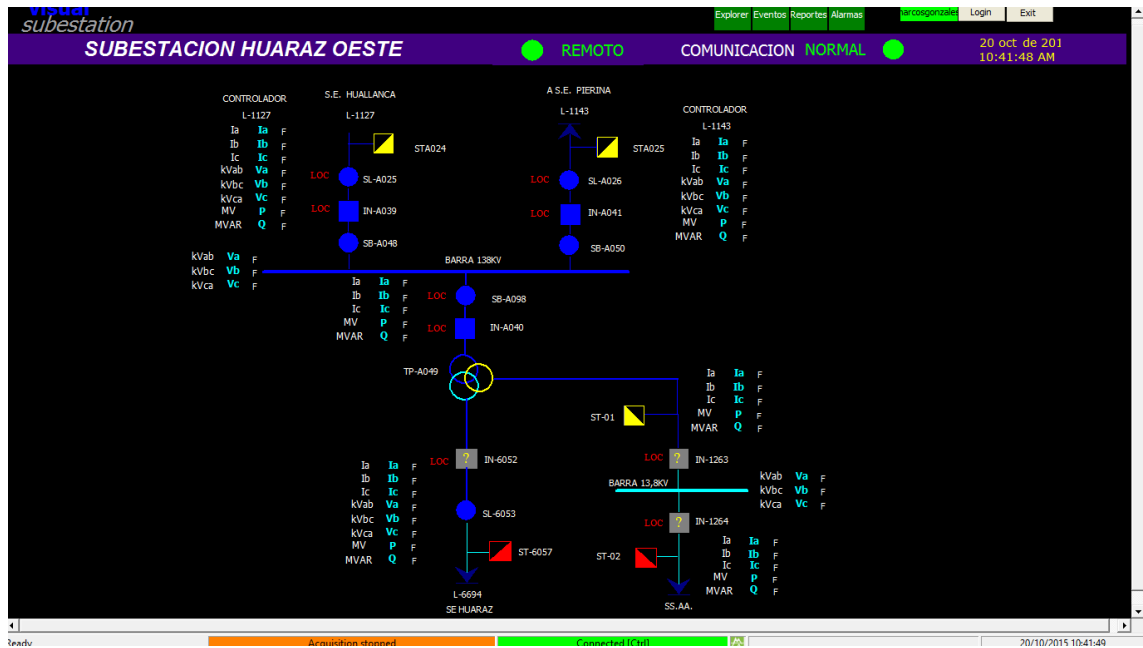 visual
subestation
Explorer Eventos Reportes Alarmas
narcosgonzales Login Exit
SUBESTACION HUARAZ OESTE REMOTO COMUNICACION NORMAL
20 oct de 201
10:41:48 AM
CONTROLADOR
L-1127
Ia Ia F
Ib Ib F
Ic Ic F
kVab Va F
kVbc Vb F
kVca Vc F
MV P F
MVAR Q F
S.E. HUALLANCA
L-1127
STA024
LOC SL-A025
LOC IN-A039
SB-A048
A S.E. PIERINA
L-1143
STA025
LOC SL-A026
LOC IN-A041
SB-A050
CONTROLADOR
L-1143
Ia Ia F
Ib Ib F
Ic Ic F
kVab Va F
kVbc Vb F
kVca Vc F
MV P F
MVAR Q F
kVab Va F
kVbc Vb F
kVca Vc F
BARRA 138KV
Ia Ia F
Ib Ib F
Ic Ic F
MV P F
MVAR Q F
LOC SB-A098
LOC IN-A040
TP-A049
Ia Ia F
Ib Ib F
Ic Ic F
MV P F
MVAR Q F
ST-01
LOC ? IN-1263
BARRA 13,8KV
kVab Va F
kVbc Vb F
kVca Vc F
LOC ? IN-1264
ST-02
Ia Ia F
Ib Ib F
Ic Ic F
MV P F
MVAR Q F
SS.AA.
Ia Ia F
Ib Ib F
Ic Ic F
kVab Va F
kVbc Vb F
kVca Vc F
MV P F
MVAR Q F
LOC ? IN-6052
SL-6053
ST-6057
L-6694
SE HUARAZ
Ready Acquisition stopped Connected [Ctrl] 20/10/2015 10:41:49